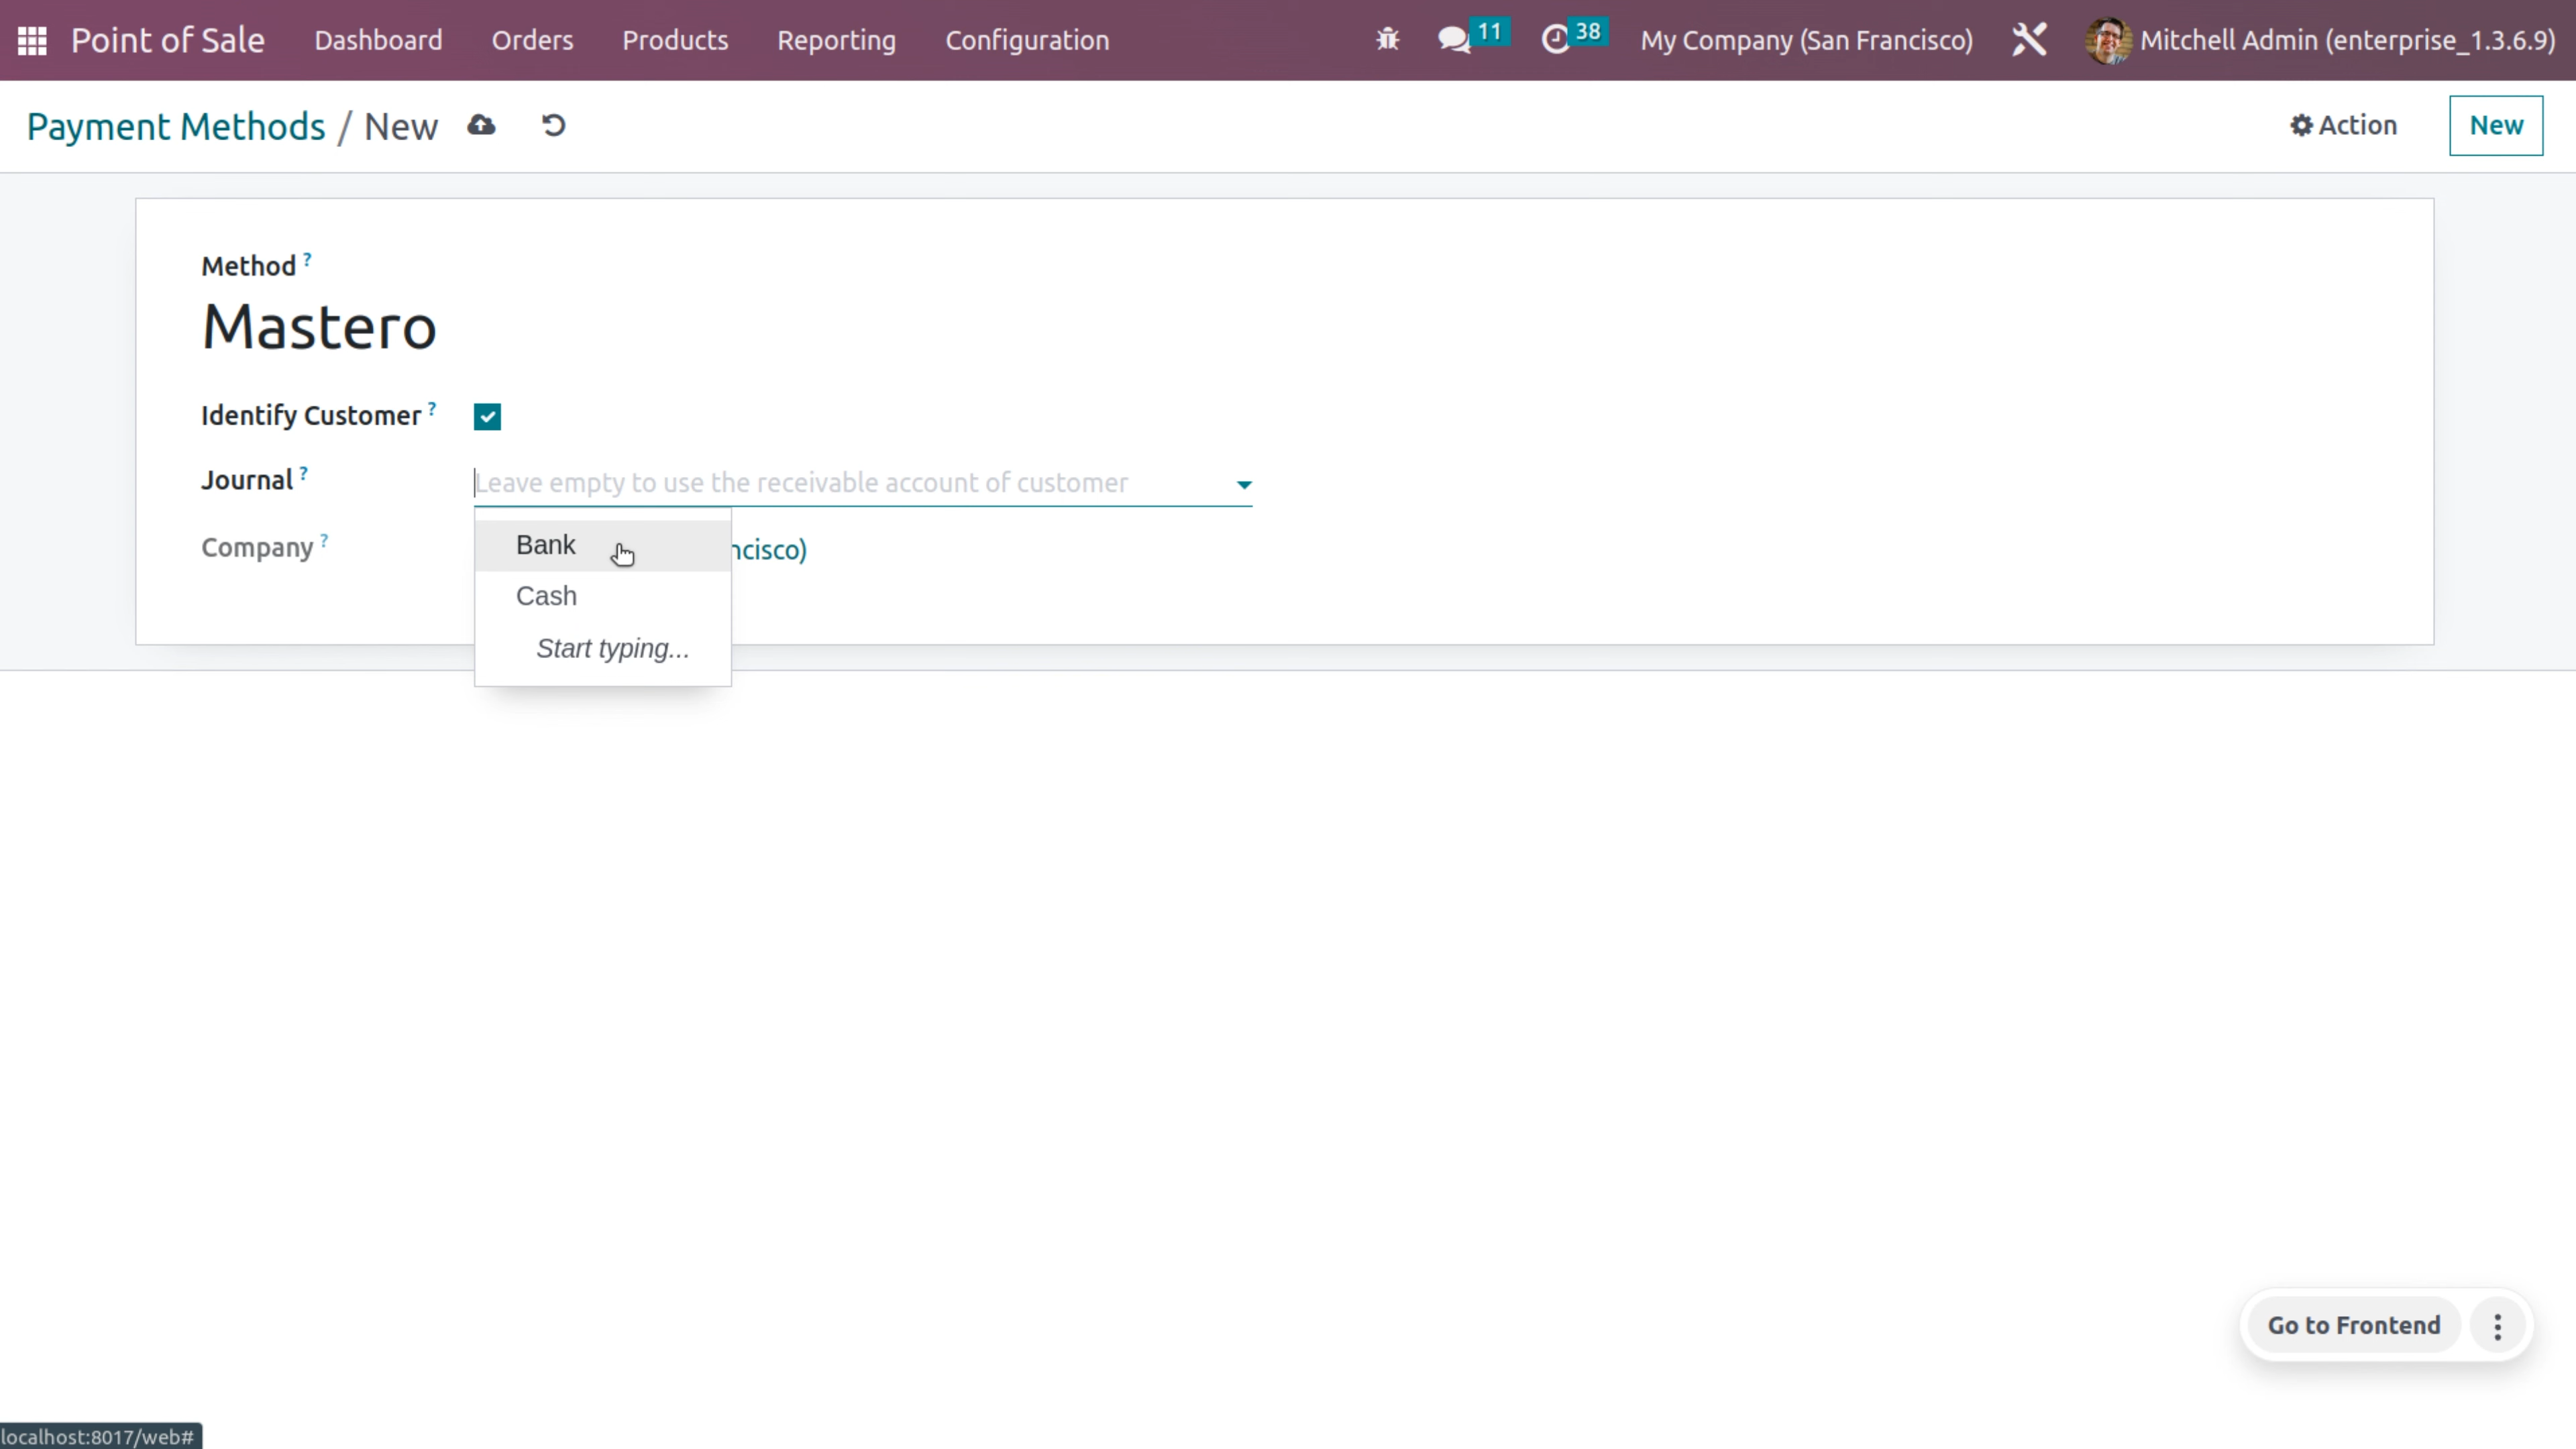 Point of Sale Dashboard Orders Products Reporting Configuration 11 38 My Company (San Francisco) Mitchell Admin (enterprise_1.3.6.9)
Payment Methods / New Action New
Method ?
Mastero
Identify Customer ?
Journal ? Leave empty to use the receivable account of customer
Company ? ncisco)
Bank
Cash
Start typing...
Go to Frontend
localhost:8017/web#